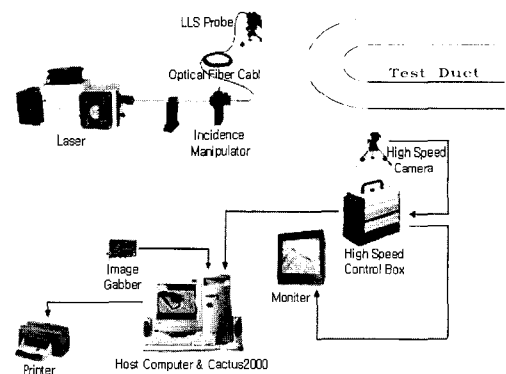 LLS Probe
Optical Fiber Cabl
Test Duct
Laser
Incidence
Manipulator
High Speed
Camera
High Speed
Control Box
Image
Gabber
Moniter
Printer
Host Computer & Cactus2000